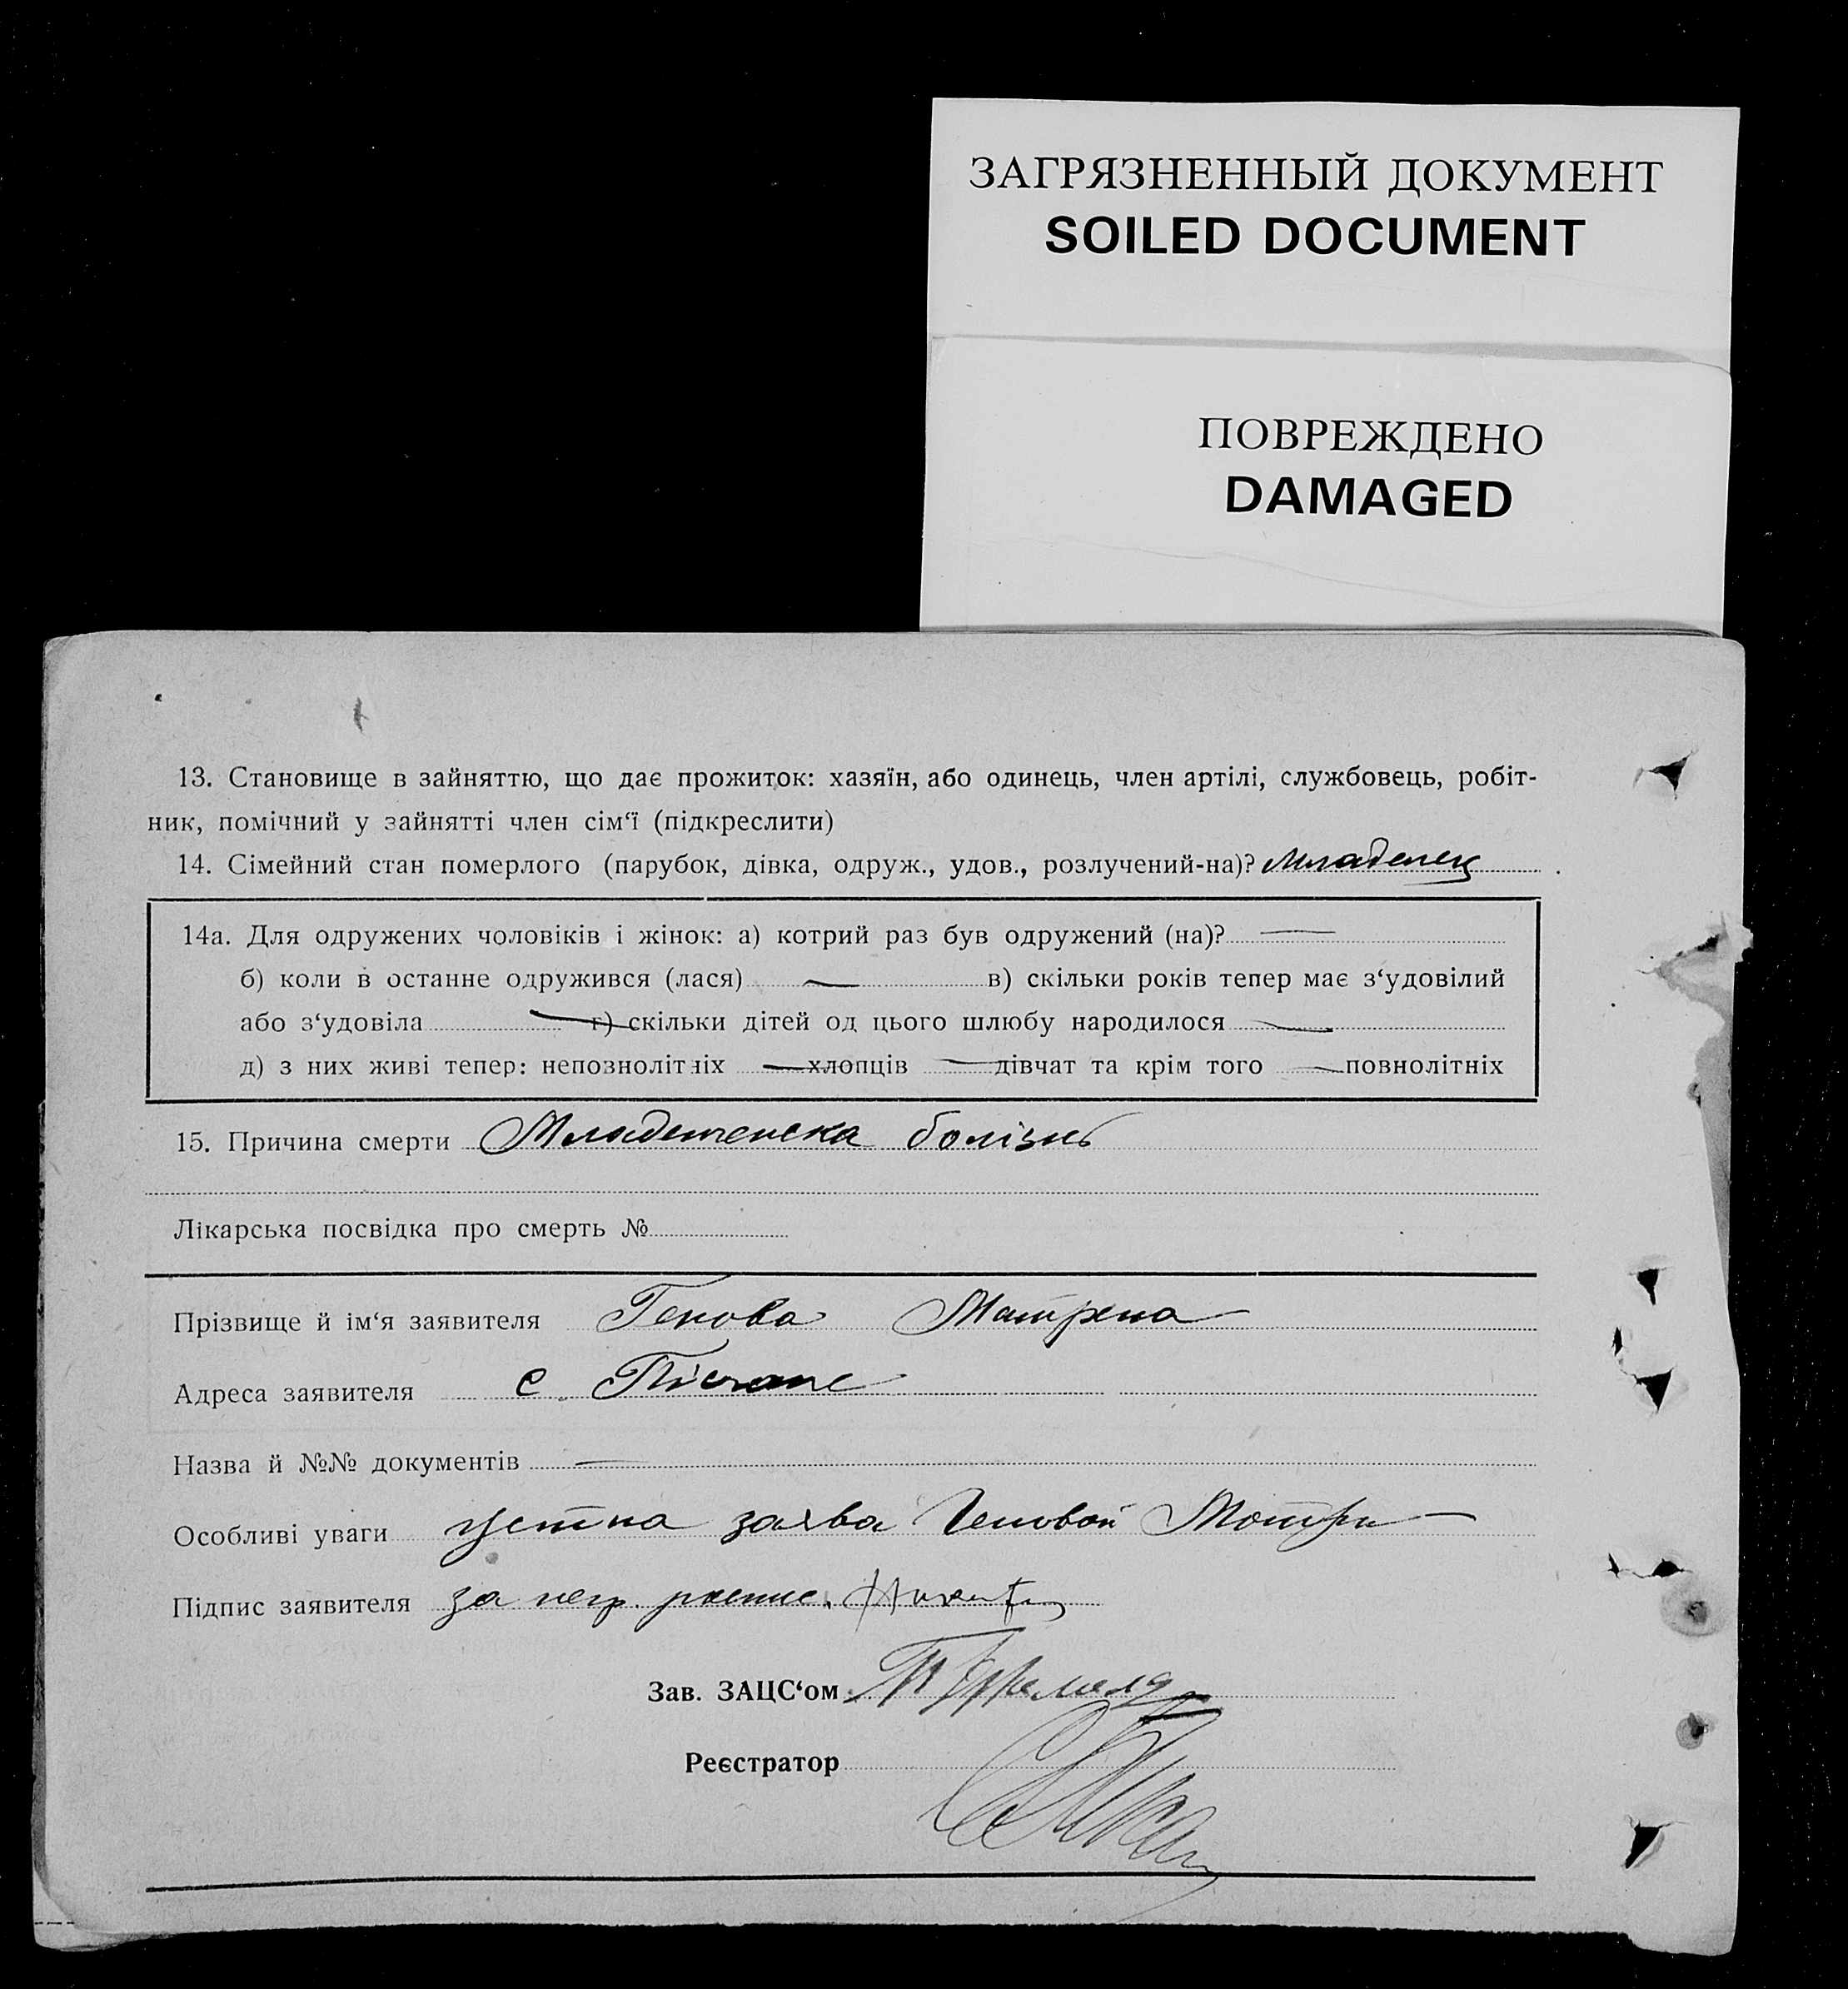 ЗАГРЯЗНЕННЫЙ ДОКУМЕНТ
SOILED DOCUMENT
ПОВРЕЖДЕНО
DAMAGED
13. Становище в зайняттю, що дає прожиток: хазяїн, або одинець, член артілі, службовець, робіт-
ник, помічний у зайнятті член сім‘ї (підкреслити)
14. Сімейний стан померлого (парубок, дівка, одруж., удов., розлучений-на)? Младенец
14а. Для одружених чоловіків і жінок: а) котрий раз був одружений (на)? —
б) коли в останне одружився (лася) — в) скільки років тепер має з‘удовілий
або з‘удовіла — г) скільки дітей од цього шлюбу народилося —
д) з них живі тепер: непознолітніх — хлопців — дівчат та крім того — повнолітніх
15. Причина смерти Младенческа болізнь
Лікарська посвідка про смерть №
Прізвище й ім‘я заявителя Генова Матрена
Адреса заявителя с. Пісчане
Назва й №№ документів —
Особливі уваги устна заява Геновой Мотри —
Підпис заявителя за негр.
Зав. ЗАЦС‘ом
Реєстратор